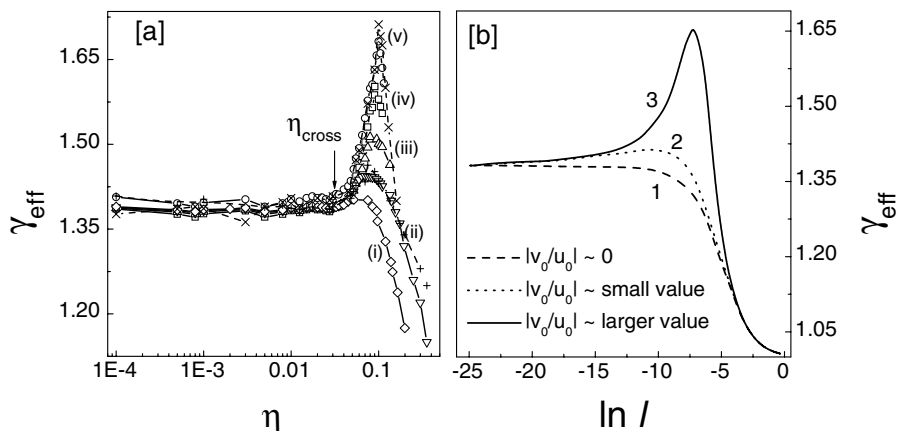 [a]
1.65
1.50
1.35
1.20
γeff
ηcross
(v)
(iv)
(iii)
(ii)
(i)
1E-4
1E-3
0.01
0.1
η
[b]
3
2
1
|v0/u0| ~ 0
|v0/u0| ~ small value
|v0/u0| ~ larger value
1.65
1.50
1.35
1.20
1.05
γeff
-25
-20
-15
-10
-5
0
ln l